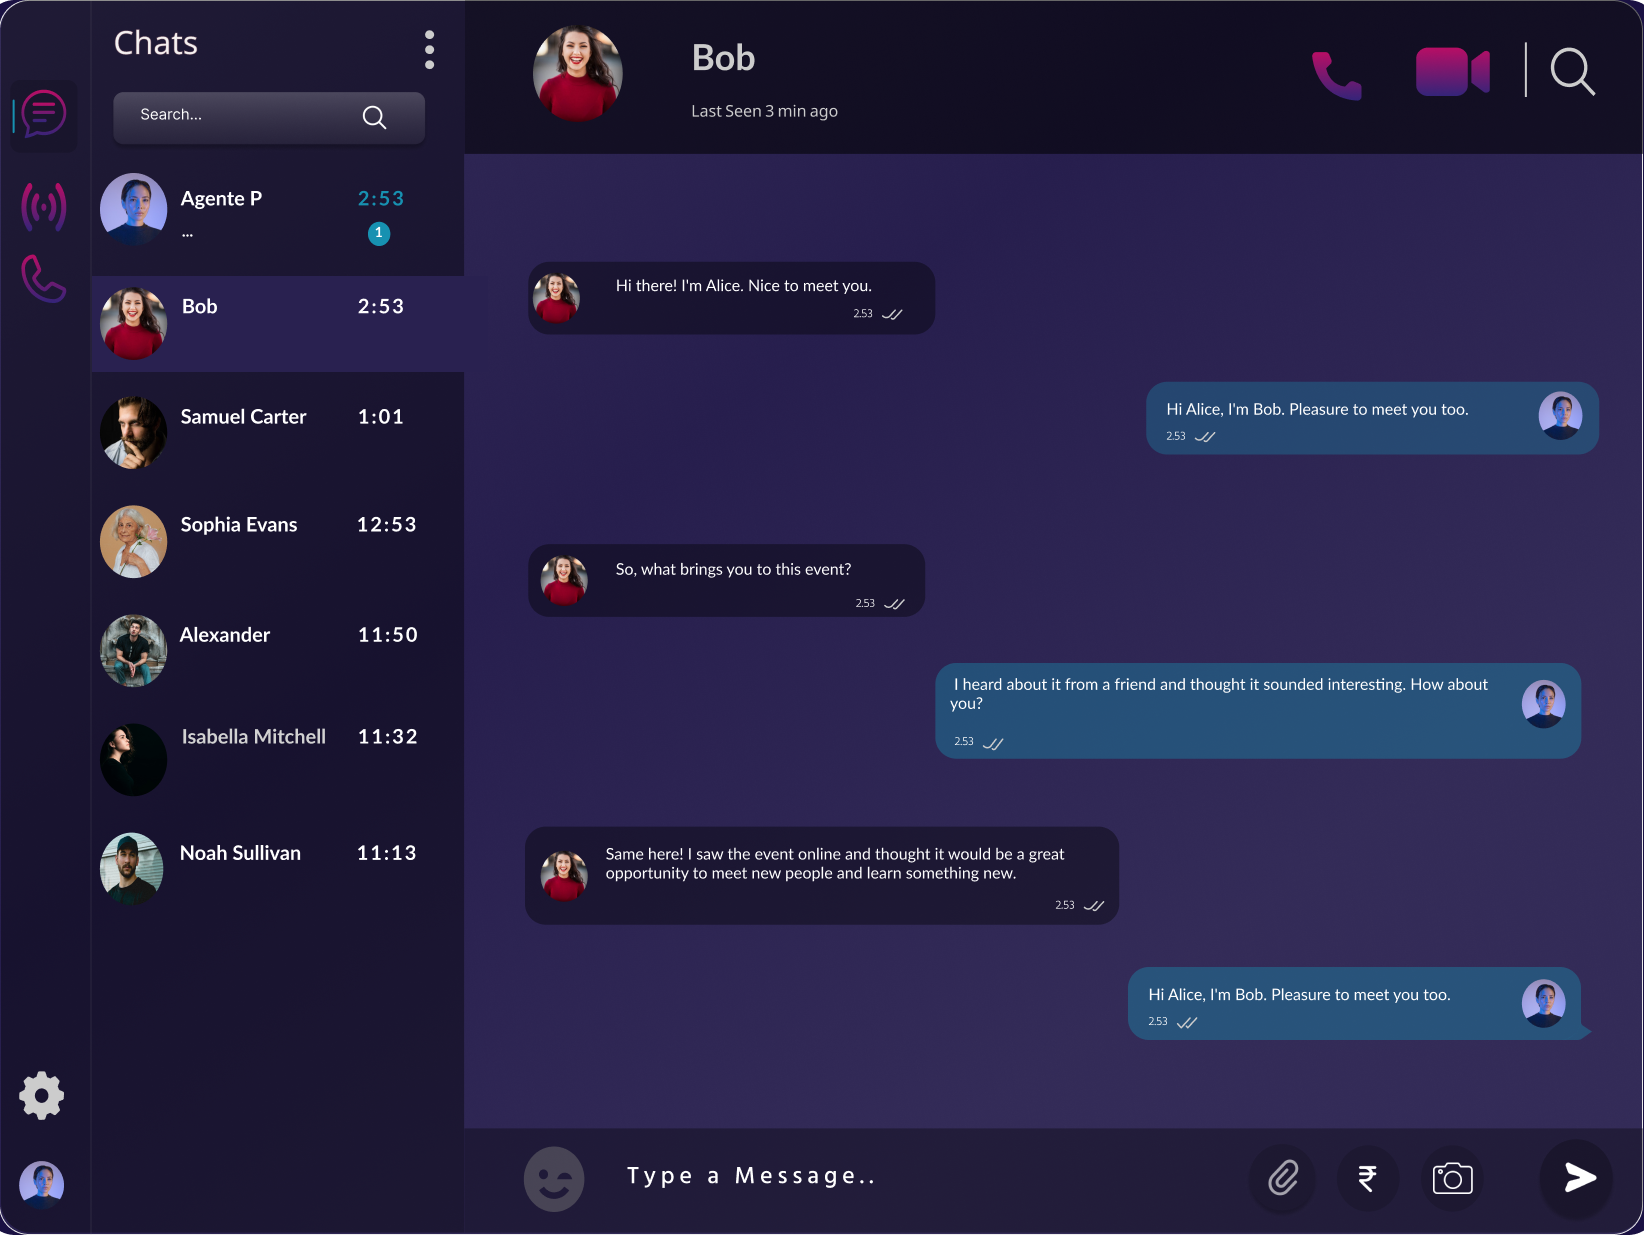 Chats
Search...
Agente P 2:53
... 1
Bob 2:53
Samuel Carter 1:01
Sophia Evans 12:53
Alexander 11:50
Isabella Mitchell 11:32
Noah Sullivan 11:13
Bob
Last Seen 3 min ago
Hi there! I'm Alice. Nice to meet you.
2.53
Hi Alice, I'm Bob. Pleasure to meet you too.
2.53
So, what brings you to this event?
2.53
I heard about it from a friend and thought it sounded interesting. How about
you?
2.53
Same here! I saw the event online and thought it would be a great
opportunity to meet new people and learn something new.
2.53
Hi Alice, I'm Bob. Pleasure to meet you too.
2.53
Type a Message..
₹